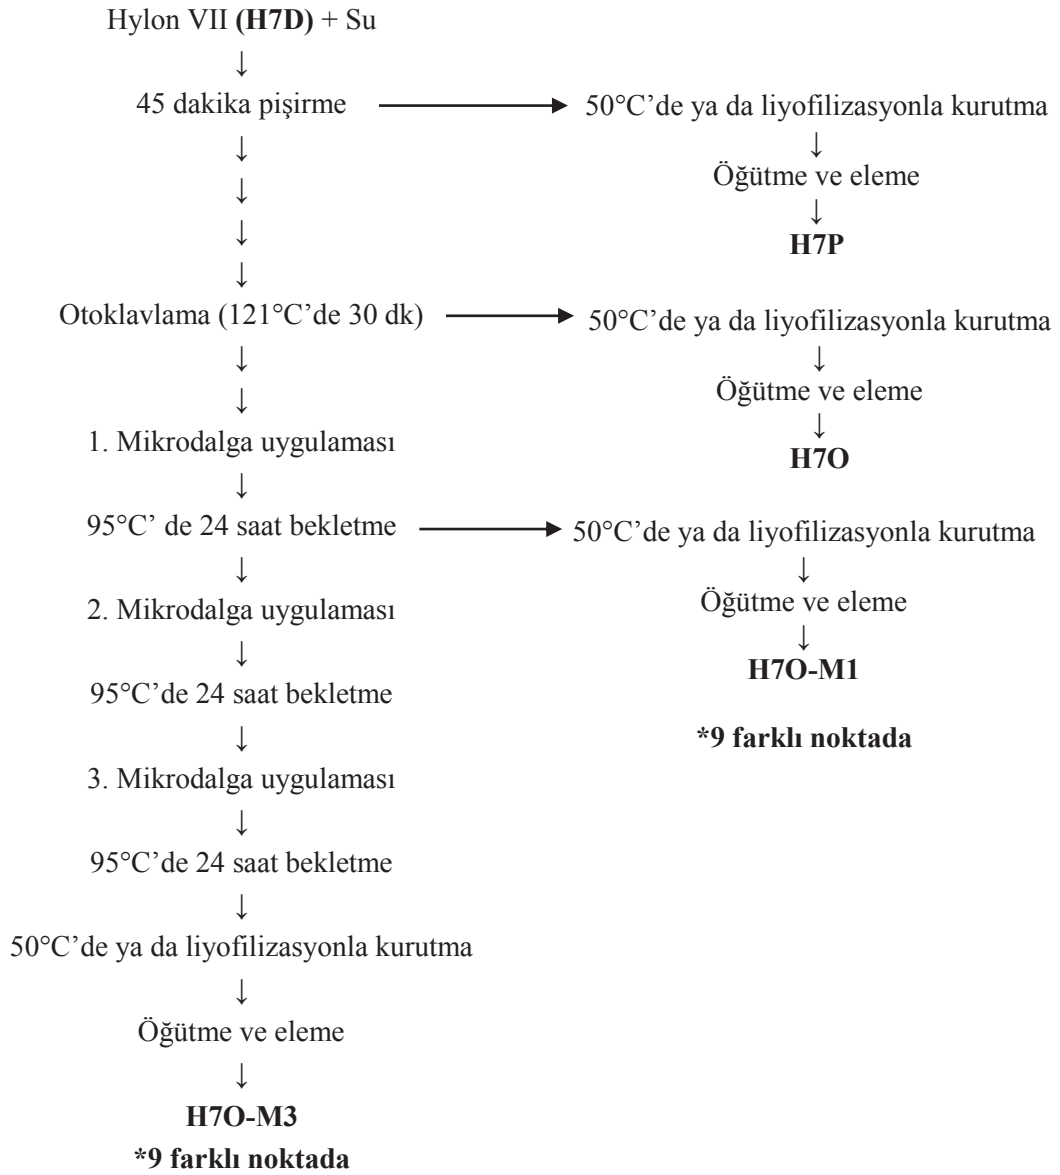 Hylon VII (H7D) + Su
↓
45 dakika pişirme → 50°C’de ya da liyofilizasyonla kurutma
↓
Öğütme ve eleme
↓
H7P
Otoklavlama (121°C’de 30 dk) → 50°C’de ya da liyofilizasyonla kurutma
↓
Öğütme ve eleme
↓
H7O
1. Mikrodalga uygulaması
↓
95°C’ de 24 saat bekletme → 50°C’de ya da liyofilizasyonla kurutma
↓
Öğütme ve eleme
↓
H7O-M1
*9 farklı noktada
2. Mikrodalga uygulaması
↓
95°C’de 24 saat bekletme
↓
3. Mikrodalga uygulaması
↓
95°C’de 24 saat bekletme
↓
50°C’de ya da liyofilizasyonla kurutma
↓
Öğütme ve eleme
↓
H7O-M3
*9 farklı noktada